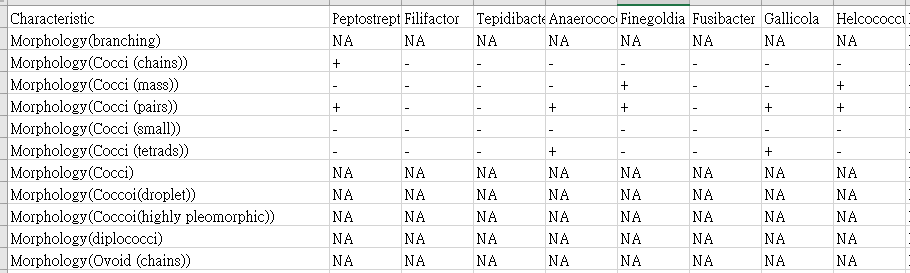 Characteristic Peptostrept Filifactor Tepidibacte Anaerococc Finegoldia Fusibacter Gallicola Helcococcu
Morphology(branching) NA NA NA NA NA NA NA NA
Morphology(Cocci (chains)) + - - - - - - -
Morphology(Cocci (mass)) - - - - + - - +
Morphology(Cocci (pairs)) + - - + + - + +
Morphology(Cocci (small)) - - - - - - - -
Morphology(Cocci (tetrads)) - - - + - - + -
Morphology(Cocci) NA NA NA NA NA NA NA NA
Morphology(Coccoi(droplet)) NA NA NA NA NA NA NA NA
Morphology(Coccoi(highly pleomorphic)) NA NA NA NA NA NA NA NA
Morphology(diplococci) NA NA NA NA NA NA NA NA
Morphology(Ovoid (chains)) NA NA NA NA NA NA NA NA